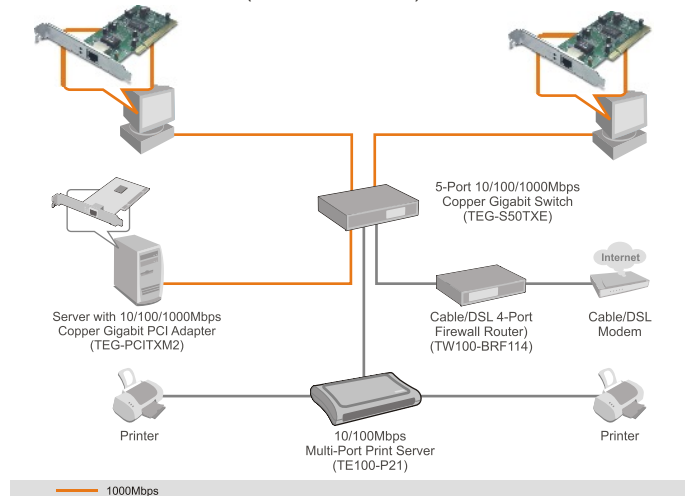 5-Port 10/100/1000Mbps
Copper Gigabit Switch
(TEG-S50TXE)
Internet
Server with 10/100/1000Mbps
Copper Gigabit PCI Adapter
(TEG-PCITXM2)
Cable/DSL 4-Port
Firewall Router)
(TW100-BRF114)
Cable/DSL
Modem
Printer
10/100Mbps
Multi-Port Print Server
(TE100-P21)
Printer
1000Mbps